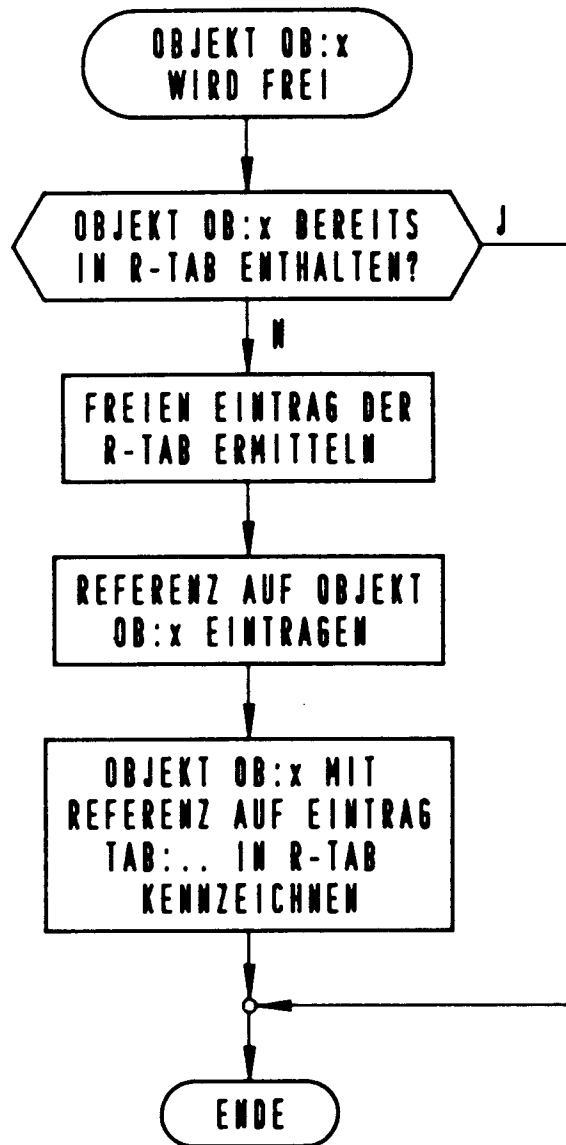 OBJEKT OB:x
WIRD FREI
OBJEKT OB:x BEREITS
IN R-TAB ENTHALTEN?
J
N
FREIEN EINTRAG DER
R-TAB ERMITTELN
REFERENZ AUF OBJEKT
OB:x EINTRAGEN
OBJEKT OB:x MIT
REFERENZ AUF EINTRAG
TAB:.. IN R-TAB
KENNZEICHNEN
ENDE